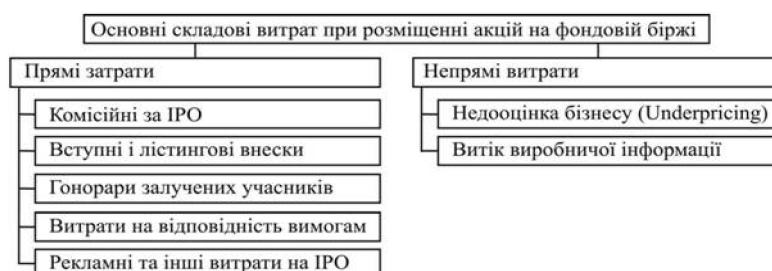 Основні складові витрат при розміщенні акцій на фондовій біржі
Прямі затрати
Комісійні за IPO
Вступні і лістингові внески
Гонорари залучених учасників
Витрати на відповідність вимогам
Рекламні та інші витрати на IPO
Непрямі витрати
Недооцінка бізнесу (Underpricing)
Витік виробничої інформації